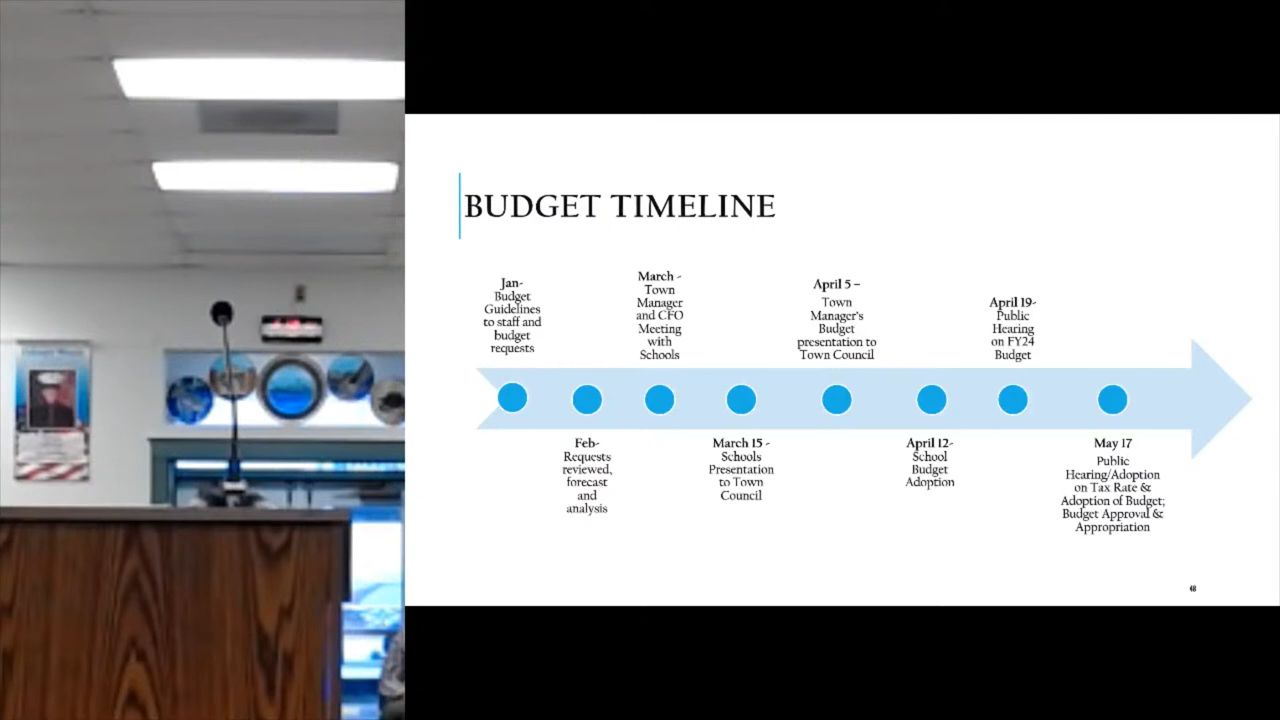 BUDGET TIMELINE
Jan-
Budget
Guidelines
to staff and
budget
requests
Feb-
Requests
reviewed,
forecast
and
analysis
March -
Town
Manager
and CFO
Meeting
with
Schools
March 15 -
Schools
Presentation
to Town
Council
April 5 –
Town
Manager's
Budget
presentation to
Town Council
April 12-
School
Budget
Adoption
April 19-
Public
Hearing
on FY24
Budget
May 17
Public
Hearing/Adoption
on Tax Rate &
Adoption of Budget;
Budget Approval &
Appropriation
48